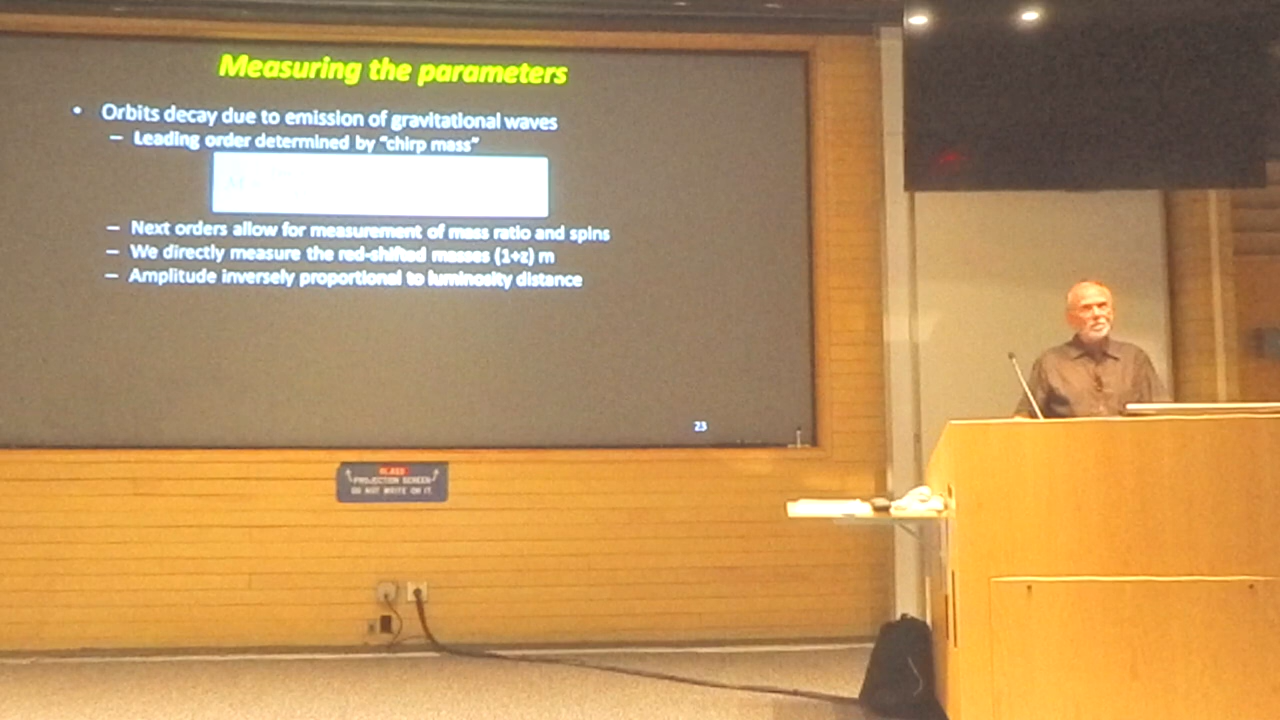 Measuring the parameters
• Orbits decay due to emission of gravitational waves
– Leading order determined by “chirp mass”
– Next orders allow for measurement of mass ratio and spins
– We directly measure the red-shifted masses (1+z) m
– Amplitude inversely proportional to luminosity distance
23
GLASS
PROJECTION SCREEN
DO NOT WRITE ON IT